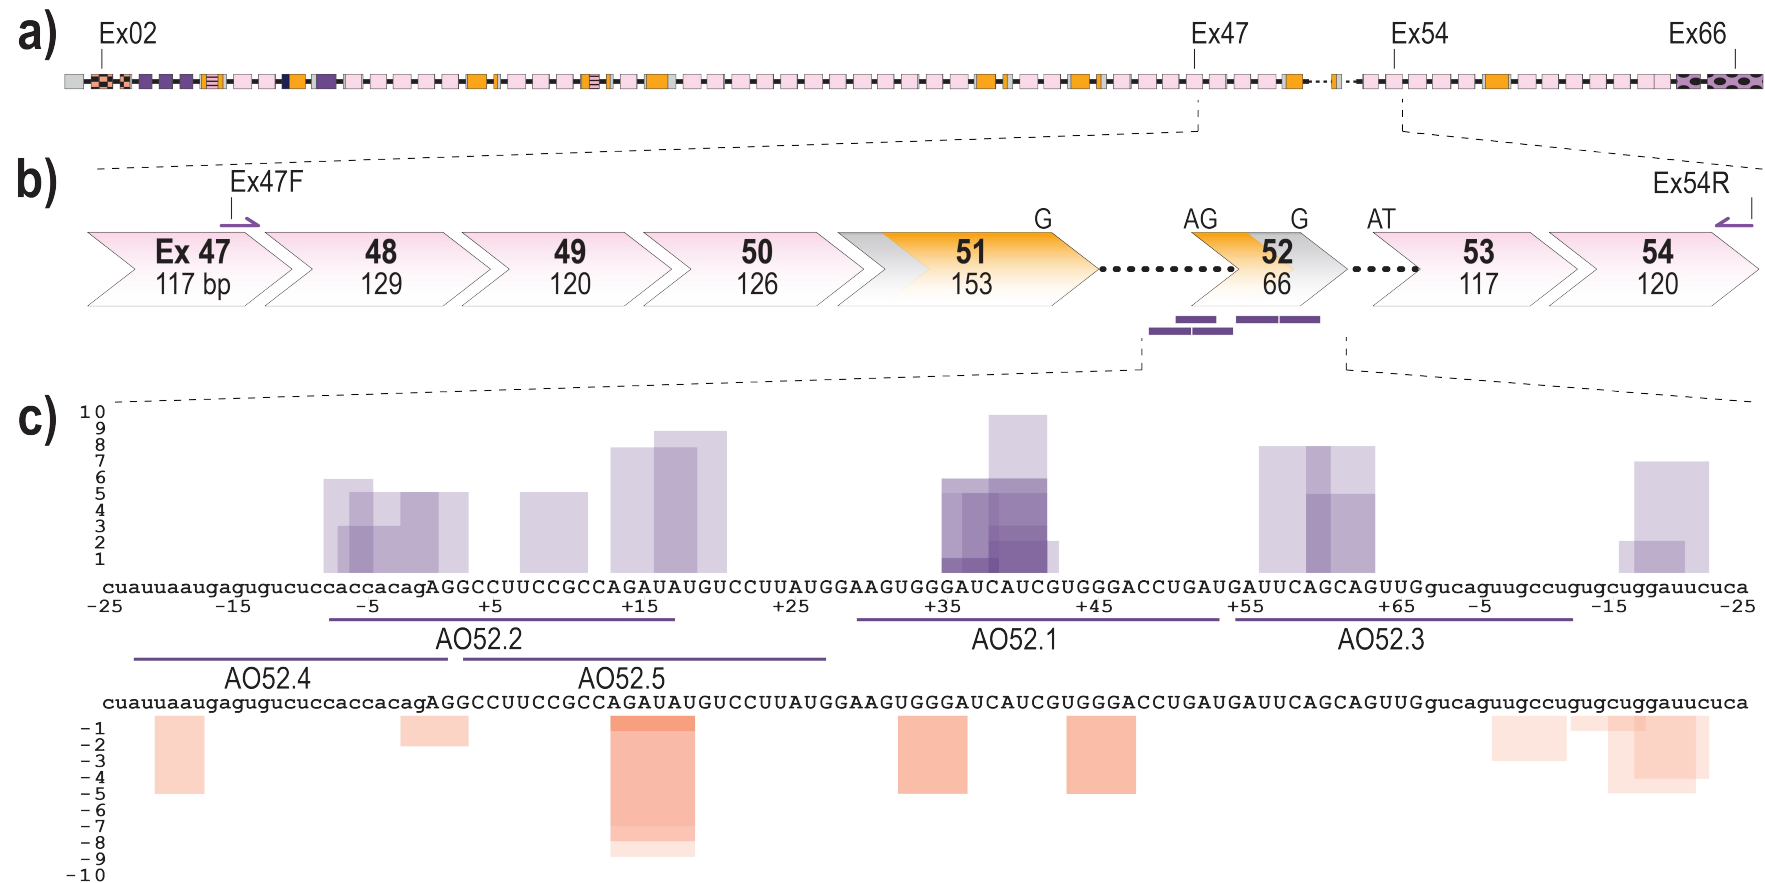 a)
Ex02
Ex47
Ex54
Ex66
b)
Ex47F
Ex54R
G
AG
G
AT
Ex 47
48
49
50
51
52
53
54
117 bp
129
120
126
153
66
117
120
c)
10
9
8
7
6
5
4
3
2
1
cuauuaaugagugucuccaccacagAGGCCUUCCGCCAGAUAUGUCCUUAUGGAAGUGGGAUCAUCGUGGGACCUGAUGAUUCAGCAGUUGgucaguugccugugcuggauucuca
-25 -15 -5 +5 +15 +25 +35 +45 +55 +65 -5 -15 -25
AO52.2
AO52.1
AO52.3
AO52.4
AO52.5
cuauuaaugagugucuccaccacagAGGCCUUCCGCCAGAUAUGUCCUUAUGGAAGUGGGAUCAUCGUGGGACCUGAUGAUUCAGCAGUUGgucaguugccugugcuggauucuca
-1
-2
-3
-4
-5
-6
-7
-8
-9
-10